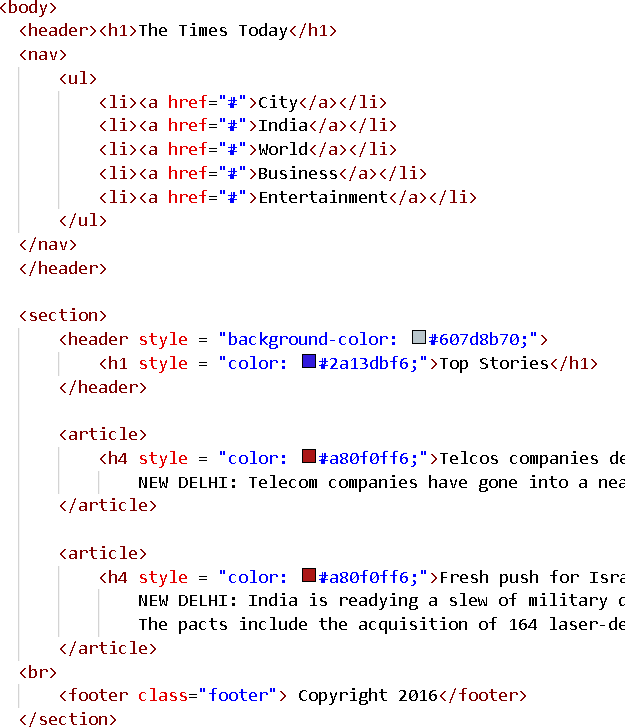 <body>
<header><h1>The Times Today</h1>
<nav>
<ul>
<li><a href="#">City</a></li>
<li><a href="#">India</a></li>
<li><a href="#">World</a></li>
<li><a href="#">Business</a></li>
<li><a href="#">Entertainment</a></li>
</ul>
</nav>
</header>
<section>
<header style = "background-color: #607d8b70;">
<h1 style = "color: #2a13dbf6;">Top Stories</h1>
</header>
<article>
<h4 style = "color: #a80f0ff6;">Telcos companies de
NEW DELHI: Telecom companies have gone into a nea
</article>
<article>
<h4 style = "color: #a80f0ff6;">Fresh push for Isra
NEW DELHI: India is readying a slew of military d
The pacts include the acquisition of 164 laser-de
</article>
<br>
<footer class="footer"> Copyright 2016</footer>
</section>